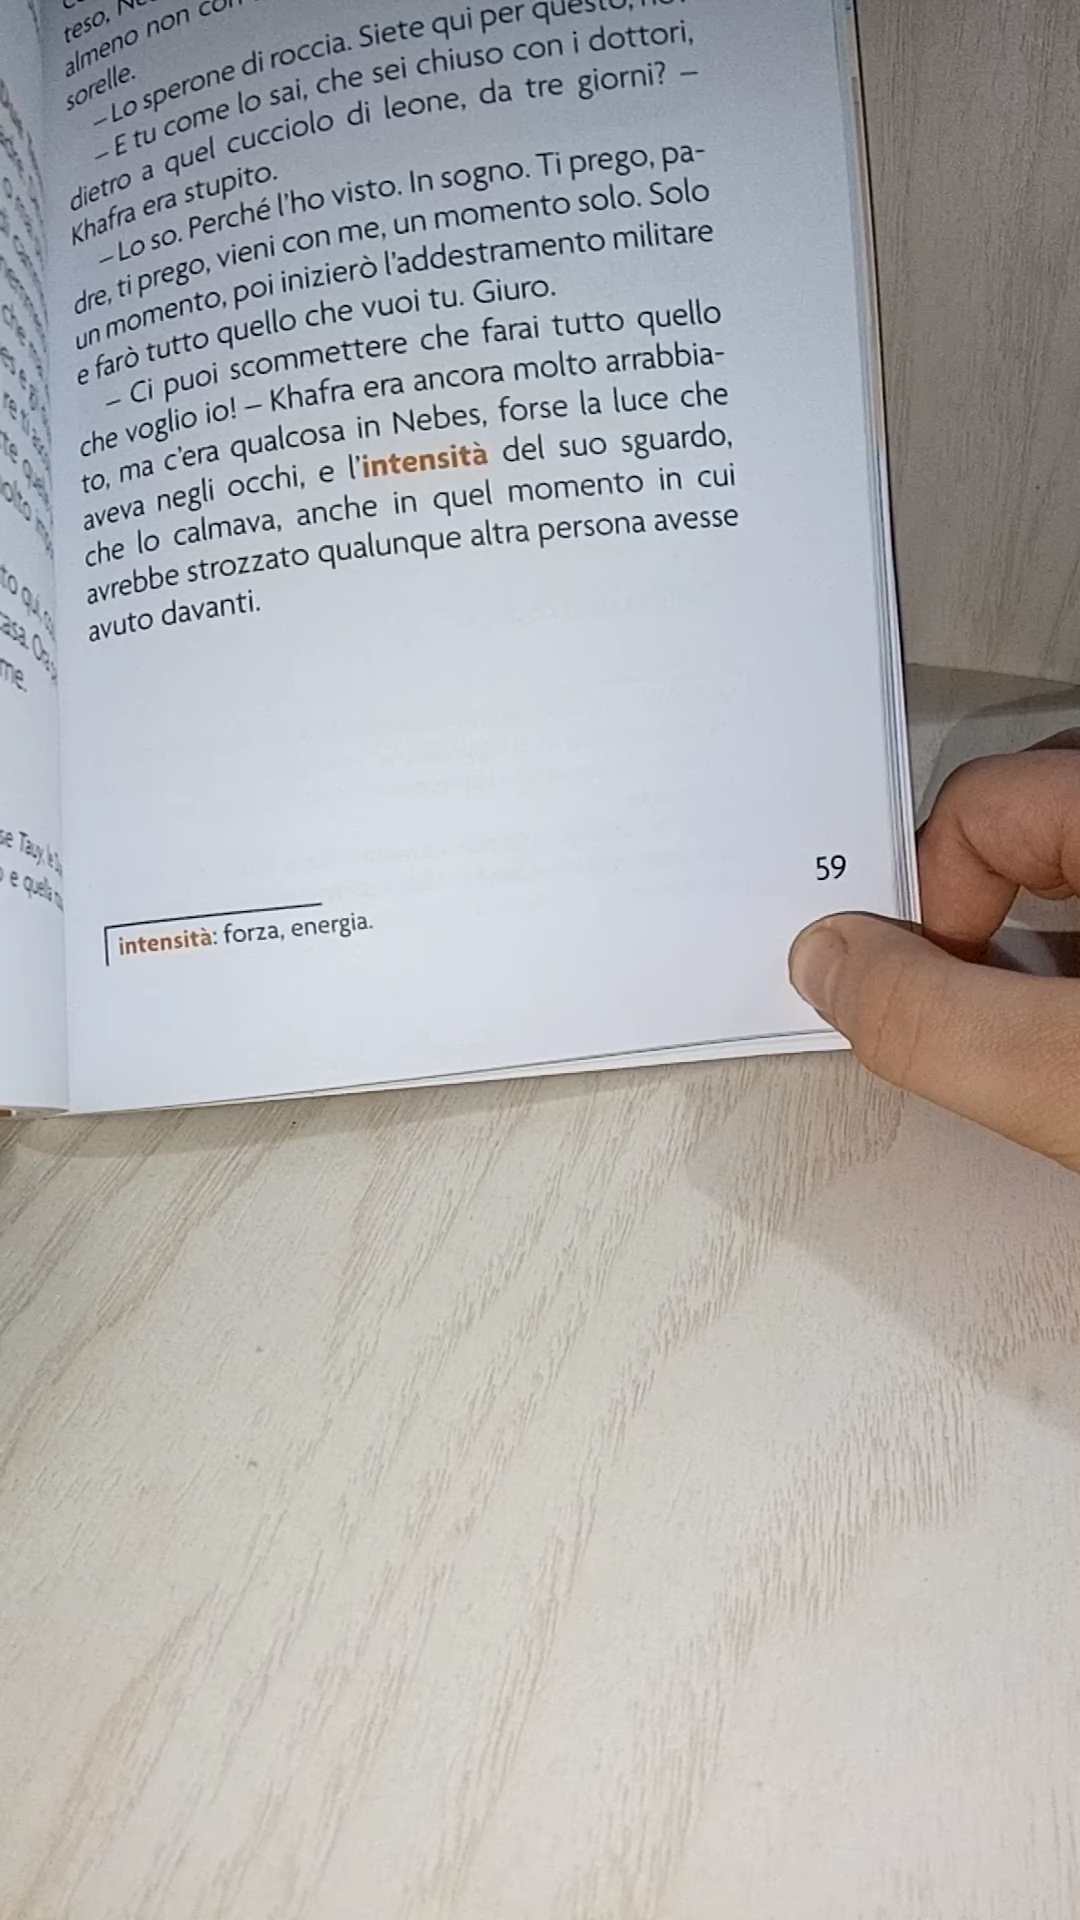 teso,
almeno non
sorelle.
– Lo sperone di roccia. Siete qui per questo,
– E tu come lo sai, che sei chiuso con i dottori,
dietro a quel cucciolo di leone, da tre giorni? –
Khafra era stupito.
– Lo so. Perché l'ho visto. In sogno. Ti prego, pa-
dre, ti prego, vieni con me, un momento solo. Solo
un momento, poi inizierò l'addestramento militare
e farò tutto quello che vuoi tu. Giuro.
– Ci puoi scommettere che farai tutto quello
che voglio io! – Khafra era ancora molto arrabbia-
to, ma c'era qualcosa in Nebes, forse la luce che
aveva negli occhi, e l'intensità del suo sguardo,
che lo calmava, anche in quel momento in cui
avrebbe strozzato qualunque altra persona avesse
avuto davanti.
59
intensità: forza, energia.